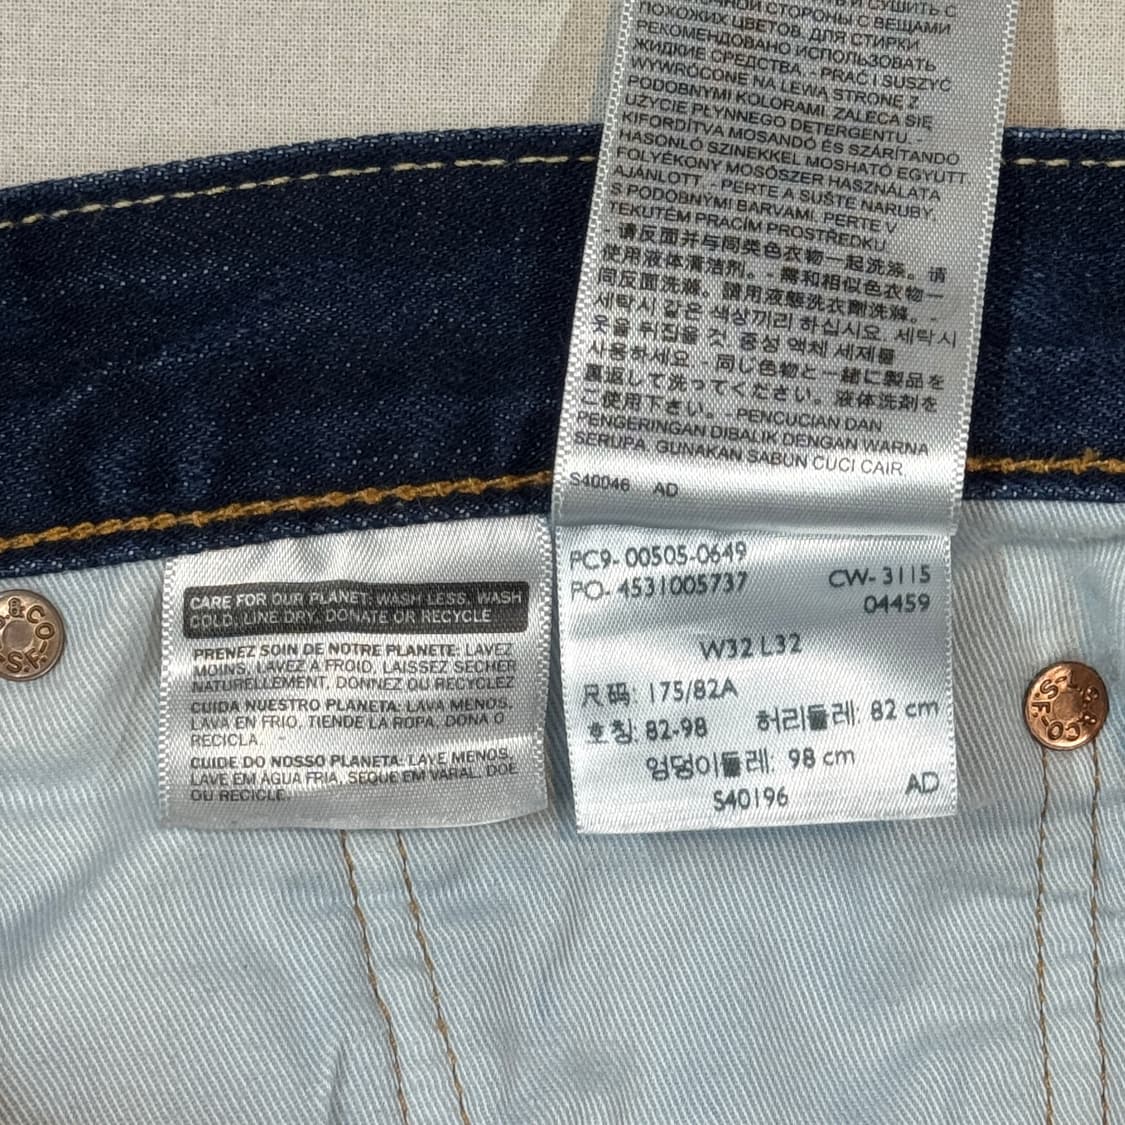 И СУШИТЬ С
СТОРОНЫ С ВЕЩАМИ
ПОХОЖИХ ЦВЕТОВ. ДЛЯ СТИРКИ
РЕКОМЕНДОВАНО ИСПОЛЬЗОВАТЬ
ЖИДКИЕ СРЕДСТВА. - PRAĆ I SUSZYĆ
WYWRÓCONE NA LEWĄ STRONĘ Z
PODOBNYMI KOLORAMI. ZALECA SIĘ
UŻYCIE PŁYNNEGO DETERGENTU. -
KIFORDÍTVA MOSANDÓ ÉS SZÁRÍTANDÓ
HASONLÓ SZINEKKEL MOSHATÓ EGYÜTT
FOLYÉKONY MOSÓSZER HASZNÁLATA
AJÁNLOTT. - PERTE A SUŠTE NARUBY,
S PODOBNÝMI BARVAMI. PERTE V
TEKUTÉM PRACÍM PROSTŘEDKU.
- 请反面并与同类色衣物一起洗涤。请
使用液体清洁剂。- 需和相似色衣物一
同反面洗滌。請用液態洗衣劑洗滌。-
세탁시 같은 색상끼리 하십시요. 세탁시
옷을 뒤집을 것. 중성 액체 세제를
사용하세요. - 同じ色物と一緒に製品を
裏返して洗ってください。液体洗剤を
ご使用下さい。- PENCUCIAN DAN
PENGERINGAN DIBALIK DENGAN WARNA
SERUPA. GUNAKAN SABUN CUCI CAIR.
S40046 AD
PC9- 00505-0649
PO- 4531005737 CW- 3115
04459
W32 L32
尺码: 175/82A
호칭: 82-98 허리둘레: 82 cm
엉덩이둘레: 98 cm
S40196 AD
CARE FOR OUR PLANET: WASH LESS, WASH
COLD, LINE DRY, DONATE OR RECYCLE
PRENEZ SOIN DE NOTRE PLANETE: LAVEZ
MOINS, LAVEZ A FROID, LAISSEZ SECHER
NATURELLEMENT, DONNEZ OU RECYCLEZ
CUIDA NUESTRO PLANETA: LAVA MENOS,
LAVA EN FRIO, TIENDE LA ROPA, DONA O
RECICLA. -
CUIDE DO NOSSO PLANETA: LAVE MENOS,
LAVE EM AGUA FRIA, SEQUE EM VARAL, DOE
OU RECICLE.
& CO-
S.F.
L.S.&CO-
S.F.